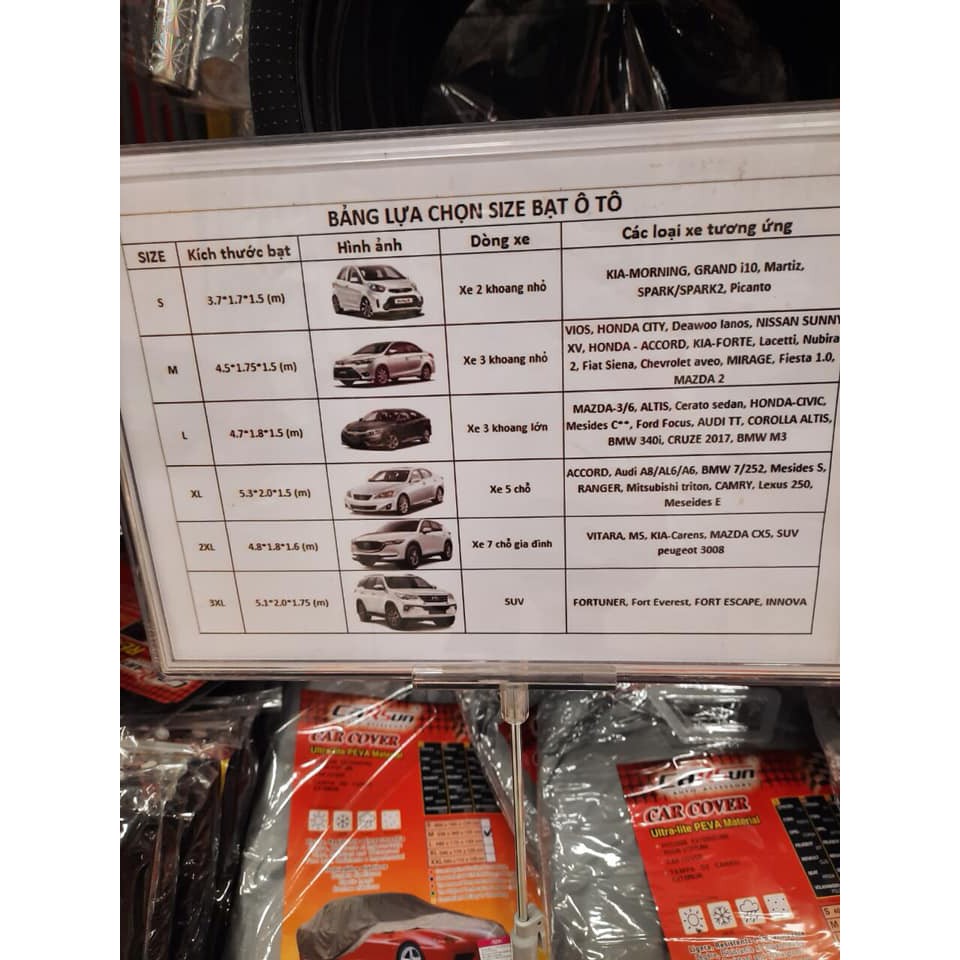 BẢNG LỰA CHỌN SIZE BẠT Ô TÔ
SIZE Kích thước bạt Hình ảnh Dòng xe Các loại xe tương ứng
S 3.7*1.7*1.5 (m) Xe 2 khoang nhỏ KIA-MORNING, GRAND i10, Martiz,
SPARK/SPARK2, Picanto
M 4.5*1.75*1.5 (m) Xe 3 khoang nhỏ VIOS, HONDA CITY, Deawoo lanos, NISSAN SUNNY
XV, HONDA - ACCORD, KIA-FORTE, Lacetti, Nubira
2, Fiat Siena, Chevrolet aveo, MIRAGE, Fiesta 1.0,
MAZDA 2
L 4.7*1.8*1.5 (m) Xe 3 khoang lớn MAZDA-3/6, ALTIS, Cerato sedan, HONDA-CIVIC,
Mesides C**, Ford Focus, AUDI TT, COROLLA ALTIS,
BMW 340i, CRUZE 2017, BMW M3
XL 5.3*2.0*1.5 (m) Xe 5 chỗ ACCORD, Audi A8/AL6/A6, BMW 7/252, Mesides S,
RANGER, Mitsubishi triton, CAMRY, Lexus 250,
Meseides E
2XL 4.8*1.8*1.6 (m) Xe 7 chỗ gia đình VITARA, M5, KIA-Carens, MAZDA CX5, SUV
peugeot 3008
3XL 5.1*2.0*1.75 (m) SUV FORTUNER, Fort Everest, FORT ESCAPE, INNOVA
CarSun
CAR COVER
Ultra-lite PEVA Material
CarSun
AUTO ACCESSORY
CAR COVER
Ultra-lite PEVA Material
CAR COVER